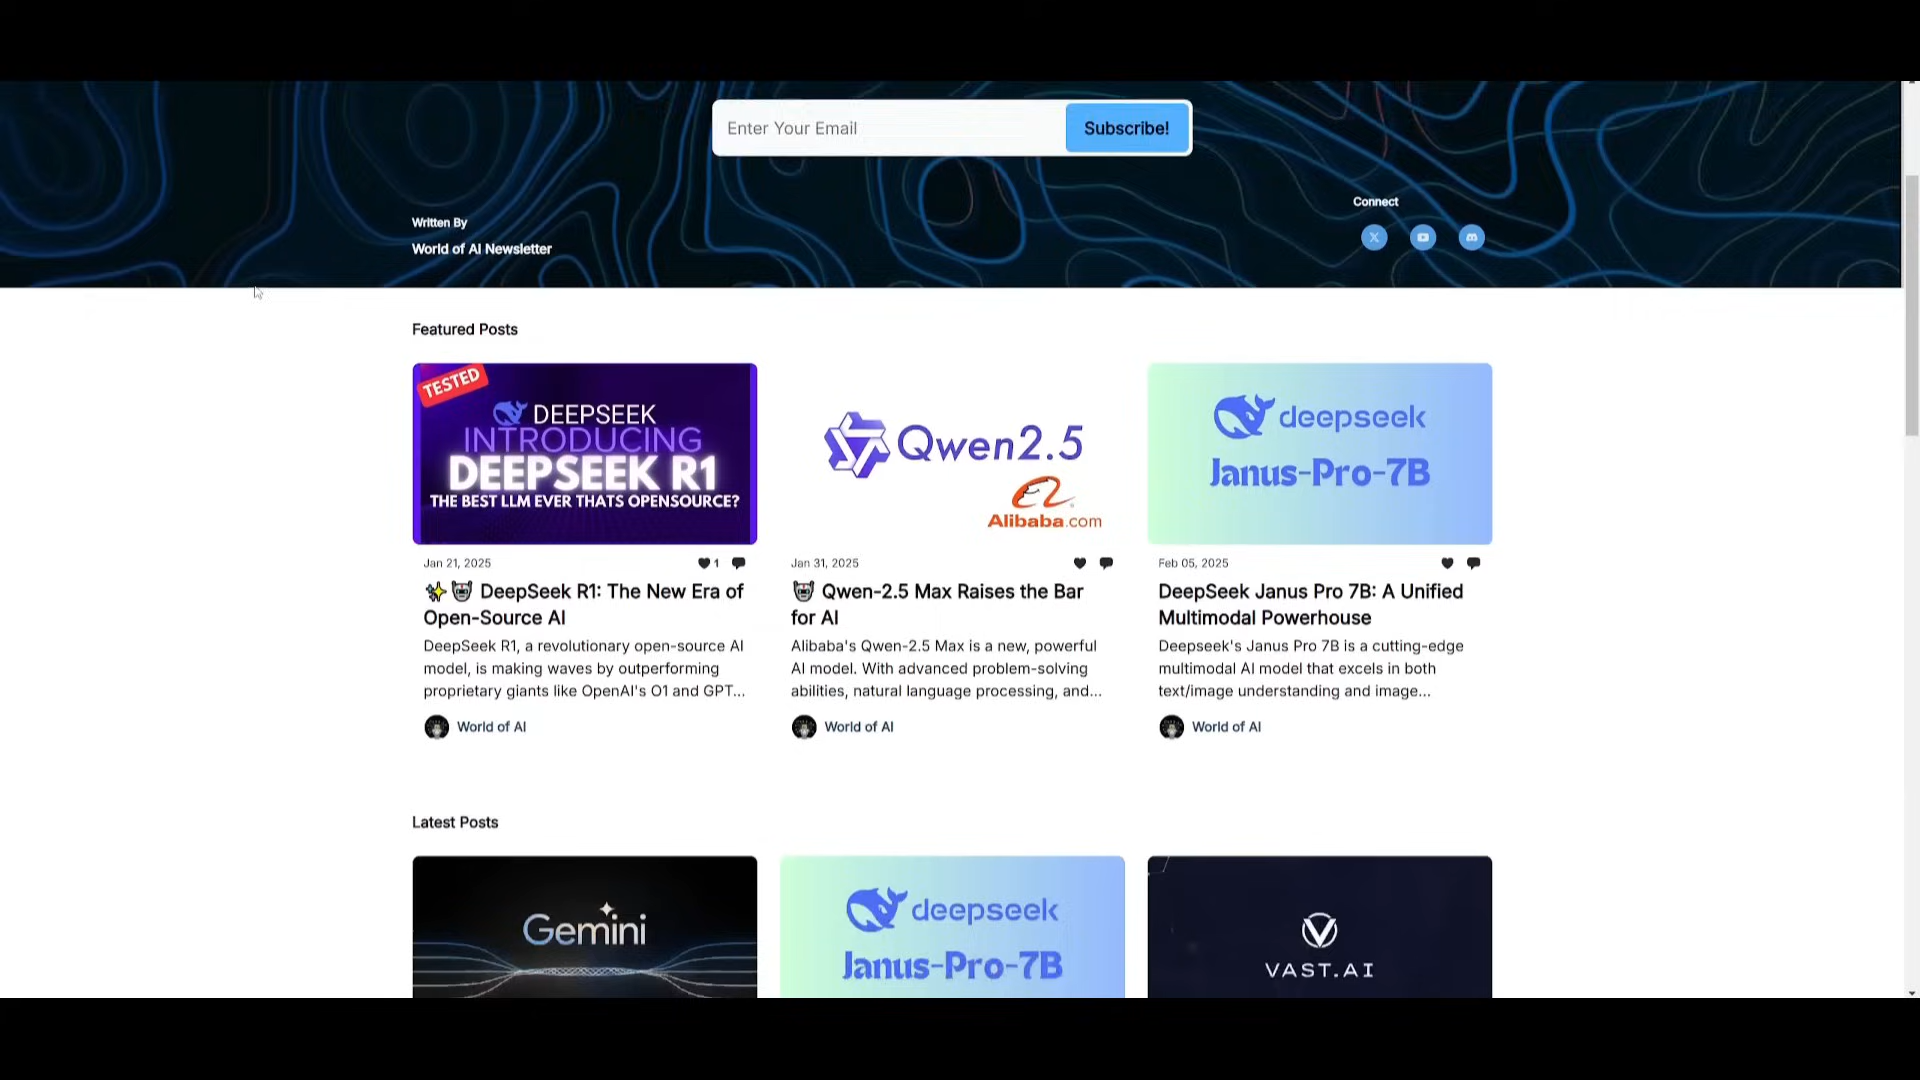 Enter Your Email
Subscribe!
Connect
Written By
World of AI Newsletter
Featured Posts
TESTED
DEEPSEEK
INTRODUCING
DEEPSEEK R1
THE BEST LLM EVER THATS OPENSOURCE?
Qwen2.5
Alibaba.com
deepseek
Janus-Pro-7B
Jan 21, 2025
1
DeepSeek R1: The New Era of
Open-Source AI
DeepSeek R1, a revolutionary open-source AI
model, is making waves by outperforming
proprietary giants like OpenAI's O1 and GPT...
World of AI
Jan 31, 2025
Qwen-2.5 Max Raises the Bar
for AI
Alibaba's Qwen-2.5 Max is a new, powerful
AI model. With advanced problem-solving
abilities, natural language processing, and...
World of AI
Feb 05, 2025
DeepSeek Janus Pro 7B: A Unified
Multimodal Powerhouse
Deepseek's Janus Pro 7B is a cutting-edge
multimodal AI model that excels in both
text/image understanding and image...
World of AI
Latest Posts
Gemini
deepseek
Janus-Pro-7B
VAST.AI